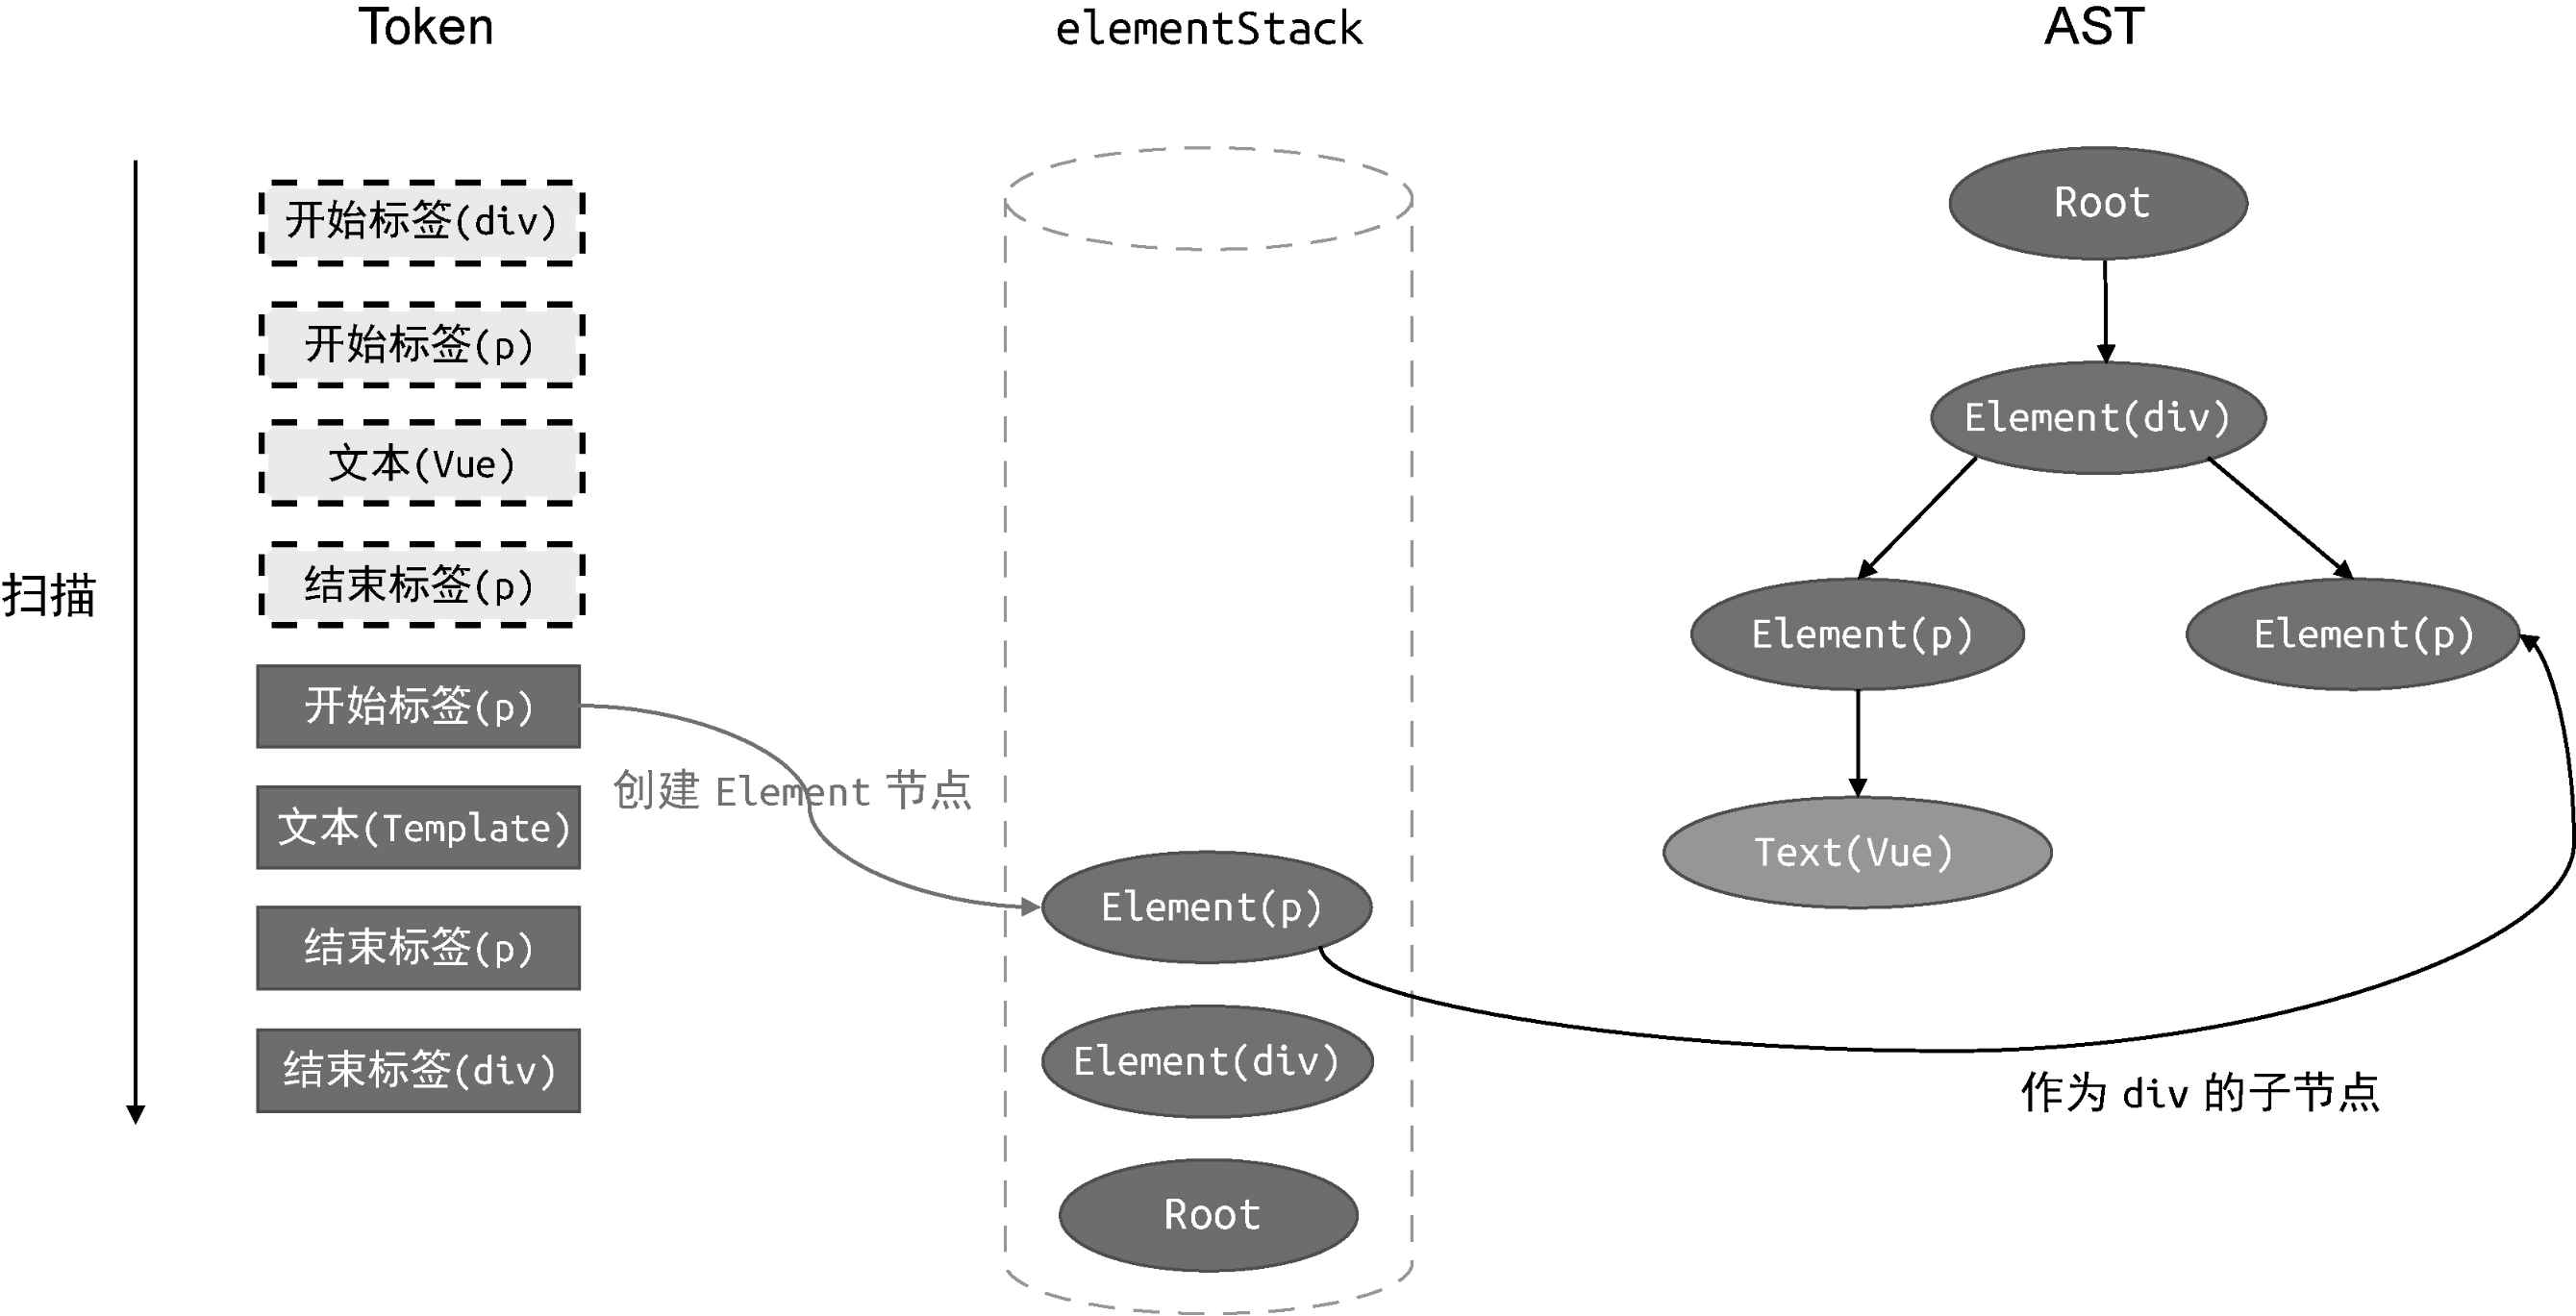 Token
elementStack
AST
扫描
开始标签(div)
开始标签(p)
文本(Vue)
结束标签(p)
开始标签(p)
文本(Template)
结束标签(p)
结束标签(div)
创建 Element 节点
Element(p)
Element(div)
Root
Root
Element(div)
Element(p)
Element(p)
Text(Vue)
作为 div 的子节点